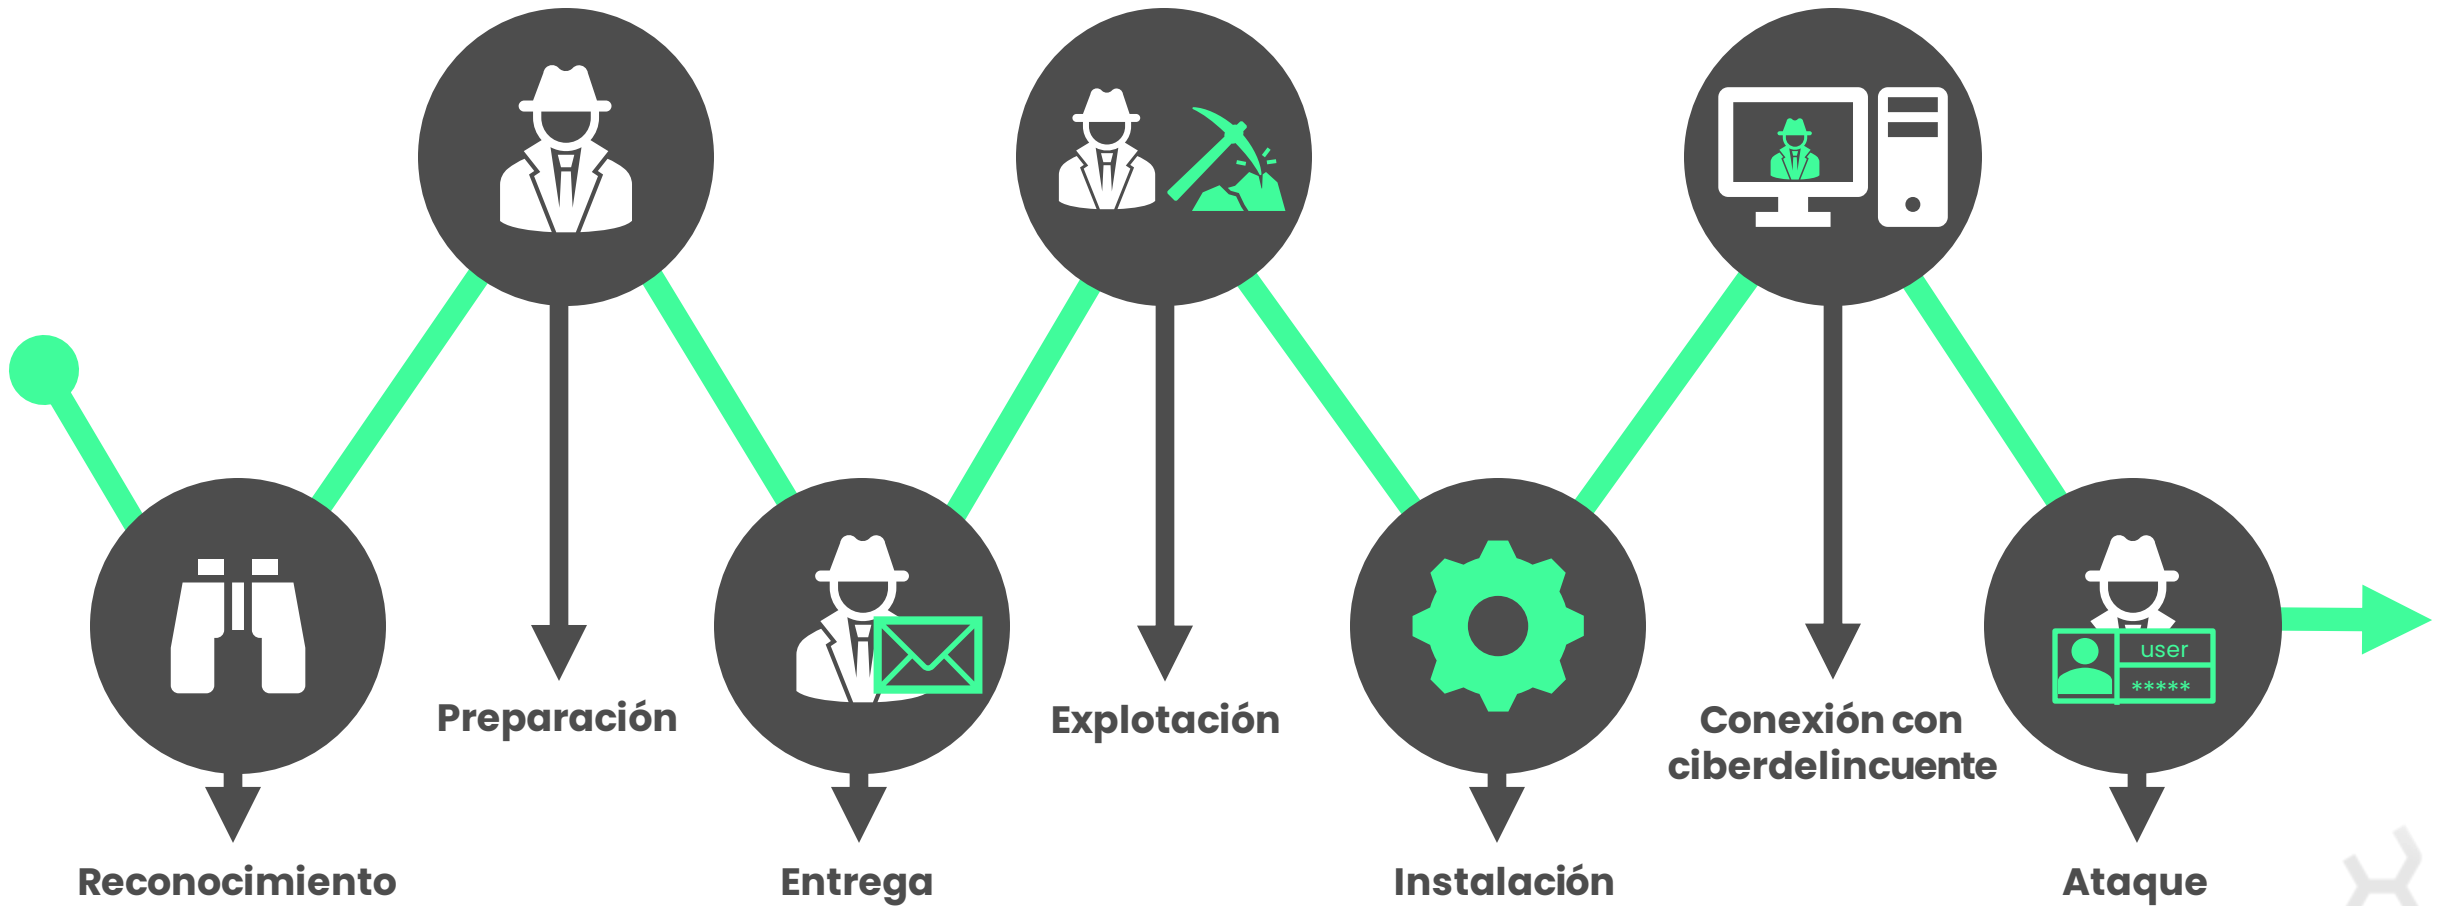 Reconocimiento
Preparación
Entrega
Explotación
Instalación
Conexión con
ciberdelincuente
user
*****
Ataque